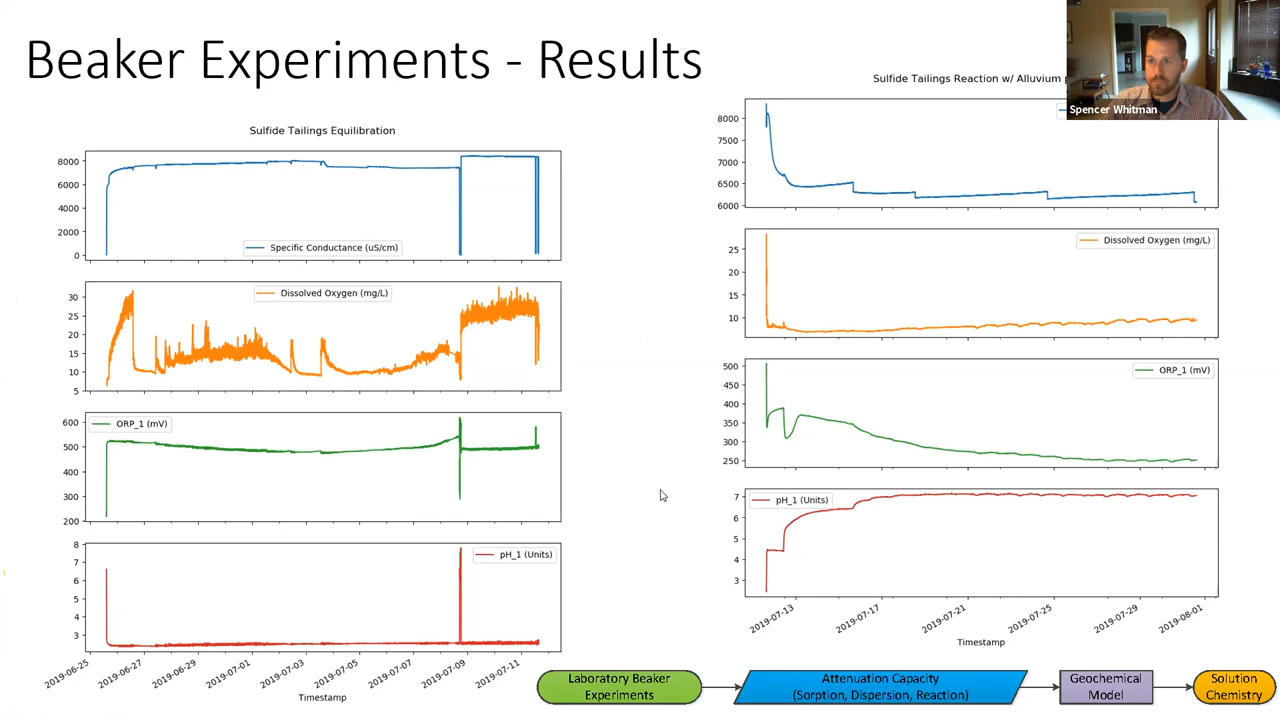 Beaker Experiments - Results
Spencer Whitman
Sulfide Tailings Equilibration
8000
6000
4000
2000
0
Specific Conductance (uS/cm)
30
25
20
15
10
5
Dissolved Oxygen (mg/L)
600
500
400
300
200
ORP_1 (mV)
8
7
6
5
4
3
pH_1 (Units)
2019-06-25
2019-06-27
2019-06-29
2019-07-01
2019-07-03
2019-07-05
2019-07-07
2019-07-09
2019-07-11
Timestamp
Sulfide Tailings Reaction w/ Alluvium
8000
7500
7000
6500
6000
25
20
15
10
Dissolved Oxygen (mg/L)
500
450
400
350
300
250
ORP_1 (mV)
7
6
5
4
3
pH_1 (Units)
2019-07-13
2019-07-17
2019-07-21
2019-07-25
2019-07-29
2019-08-01
Timestamp
Laboratory Beaker
Experiments
Attenuation Capacity
(Sorption, Dispersion, Reaction)
Geochemical
Model
Solution
Chemistry